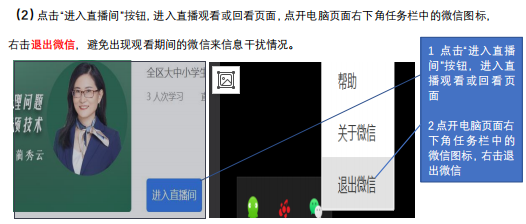 (2) 点击“进入直播间”按钮，进入直播观看或回看页面，点开电脑页面右下角任务栏中的微信图标，
右击退出微信，避免出现观看期间的微信来信息干扰情况。
理问题
颈技术
蔺秀云
全区大中小学生
3 人次学习
进入直播间
帮助
关于微信
退出微信
1 点击“进入直播
间”按钮，进入直
播观看或回看页
面
2 点开电脑页面右下
角任务栏中的
微信图标，右击退
出微信